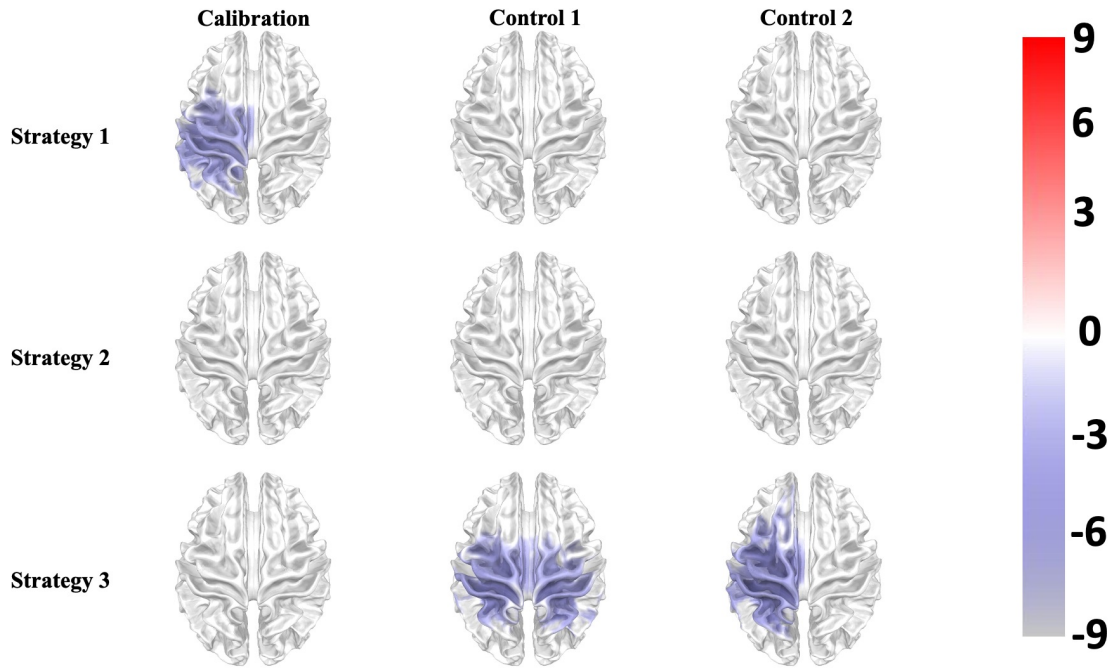 Calibration Control 1 Control 2
Strategy 1
Strategy 2
Strategy 3
9
6
3
0
-3
-6
-9